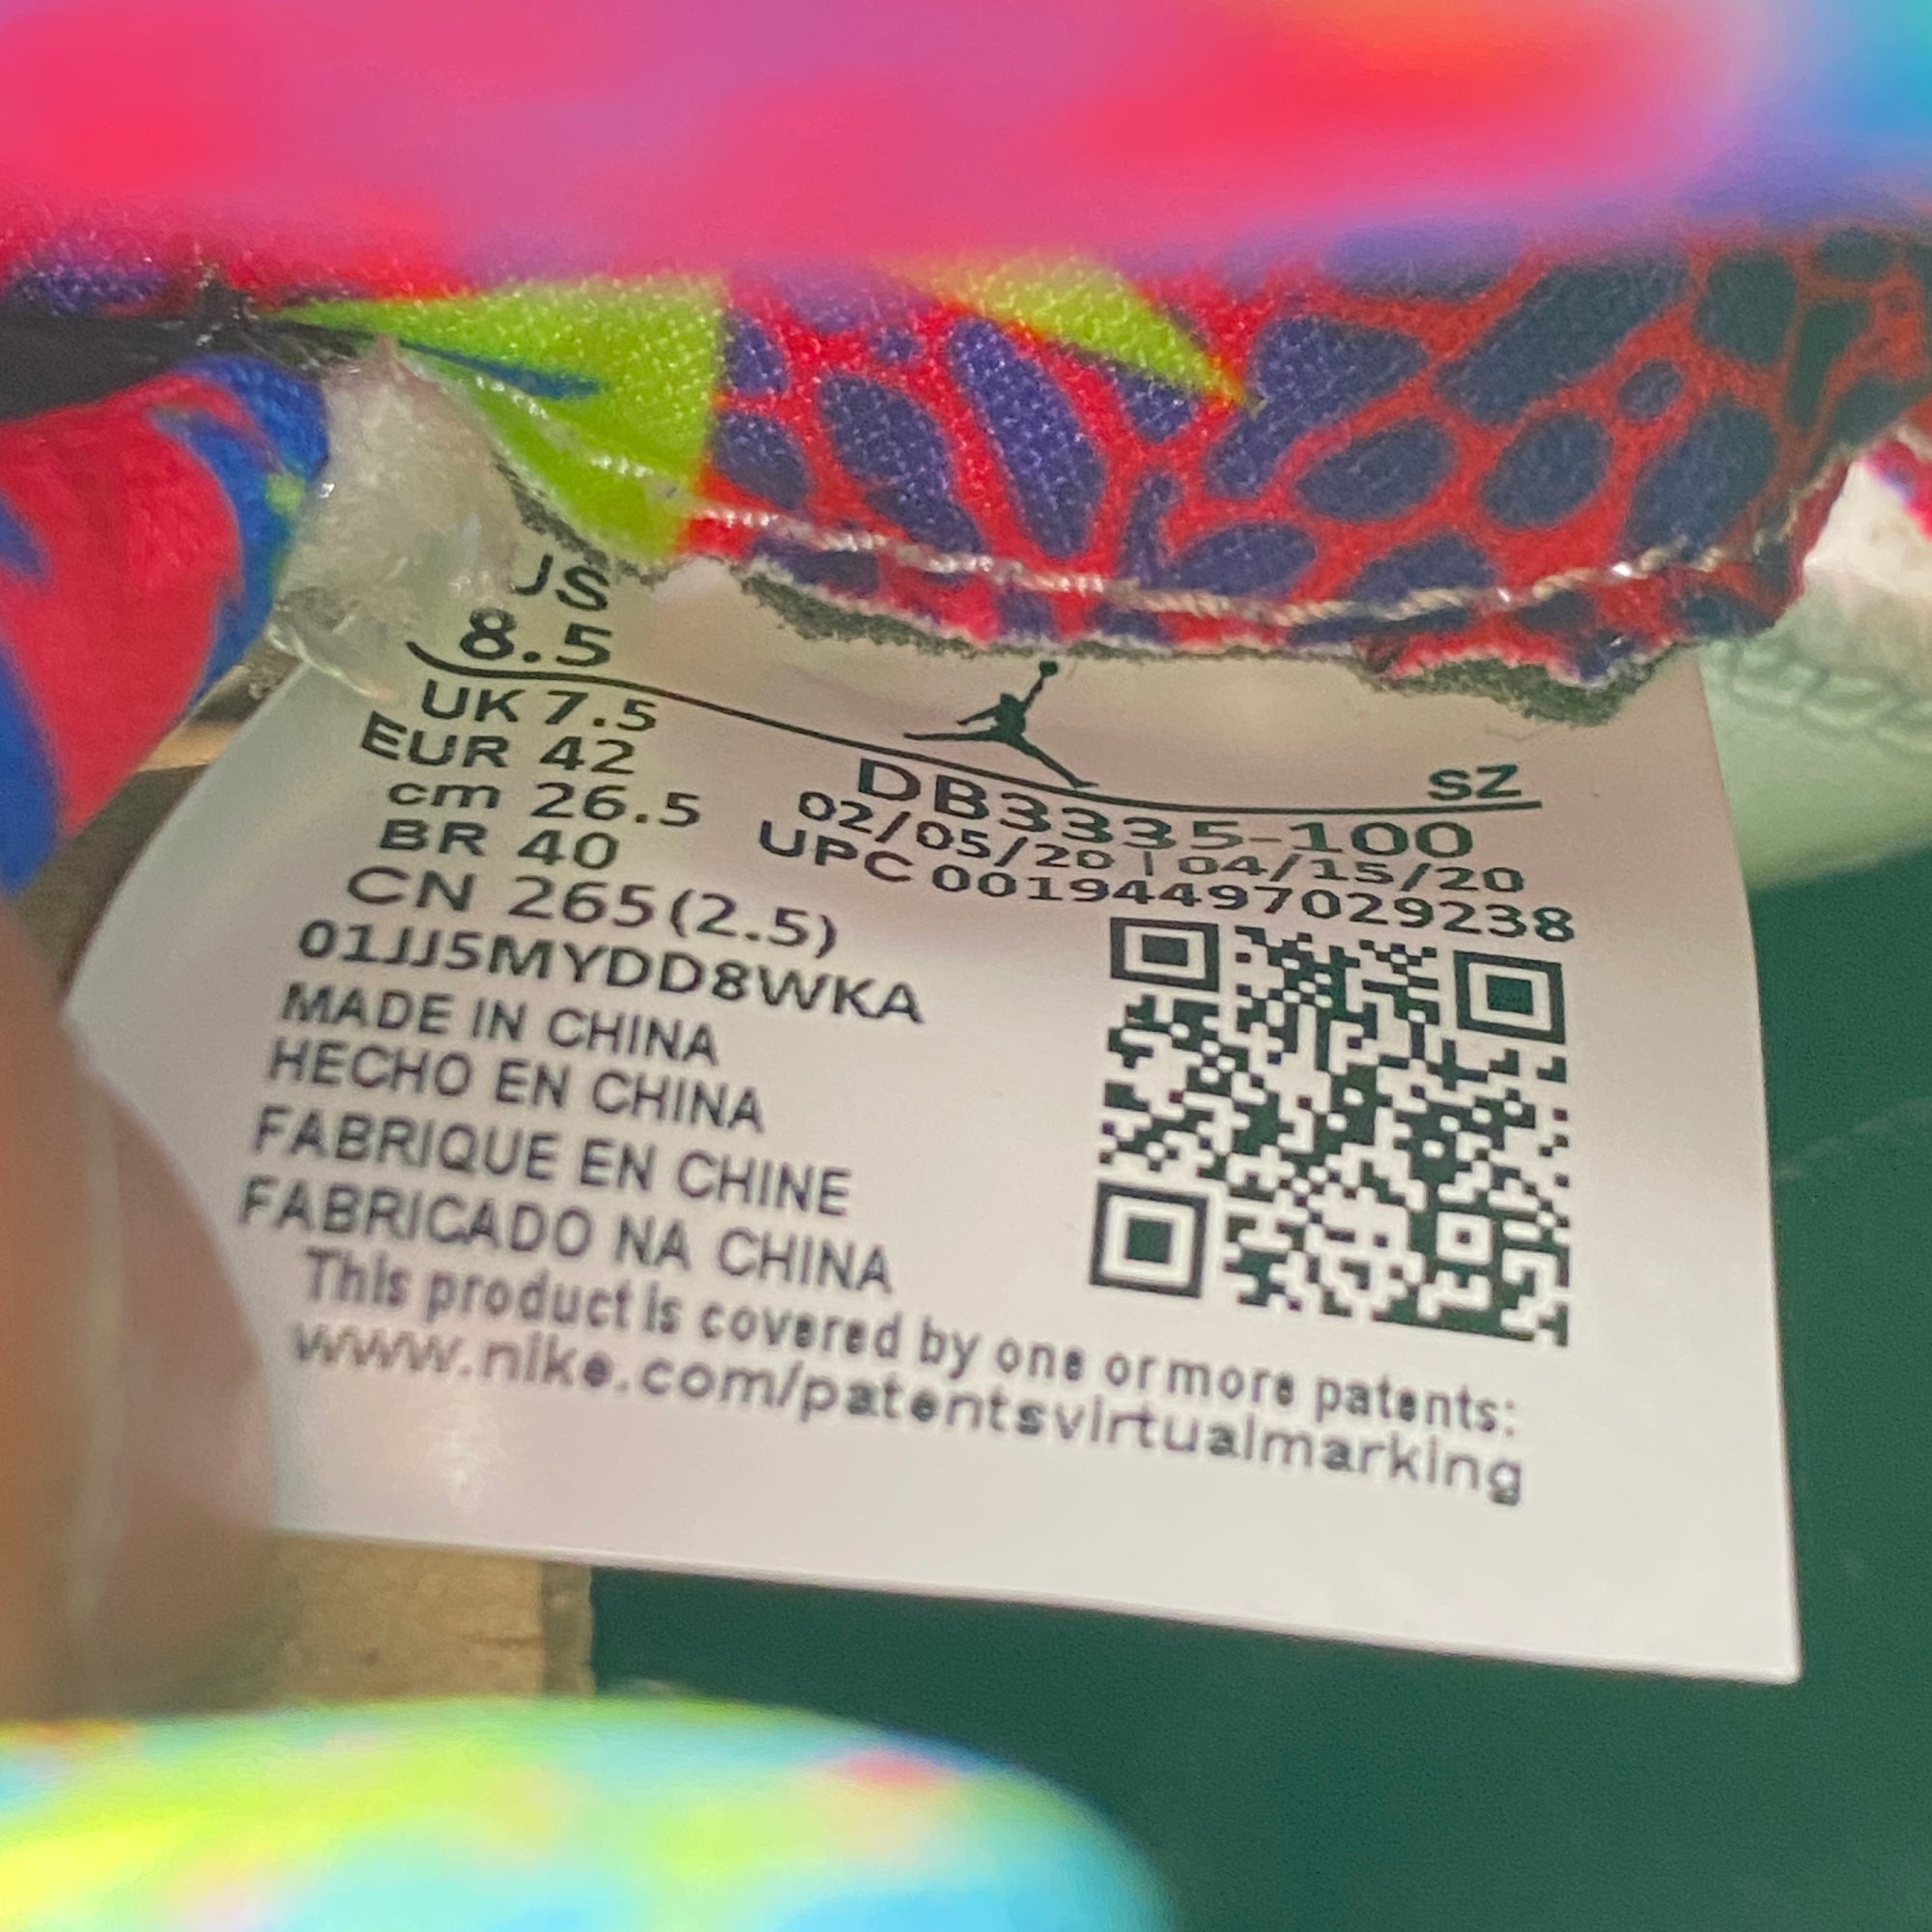 8.5
UK 7.5
EUR 42
cm 26.5
BR 40
CN 265(2.5)
01JJ5MYDD8WKA
MADE IN CHINA
HECHO EN CHINA
FABRIQUE EN CHINE
FABRICADO NA CHINA
SZ
DB3335-100
02/05/20 | 04/15/20
UPC 00194497029238
This product is covered by one or more patents:
www.nike.com/patentsvirtualmarking